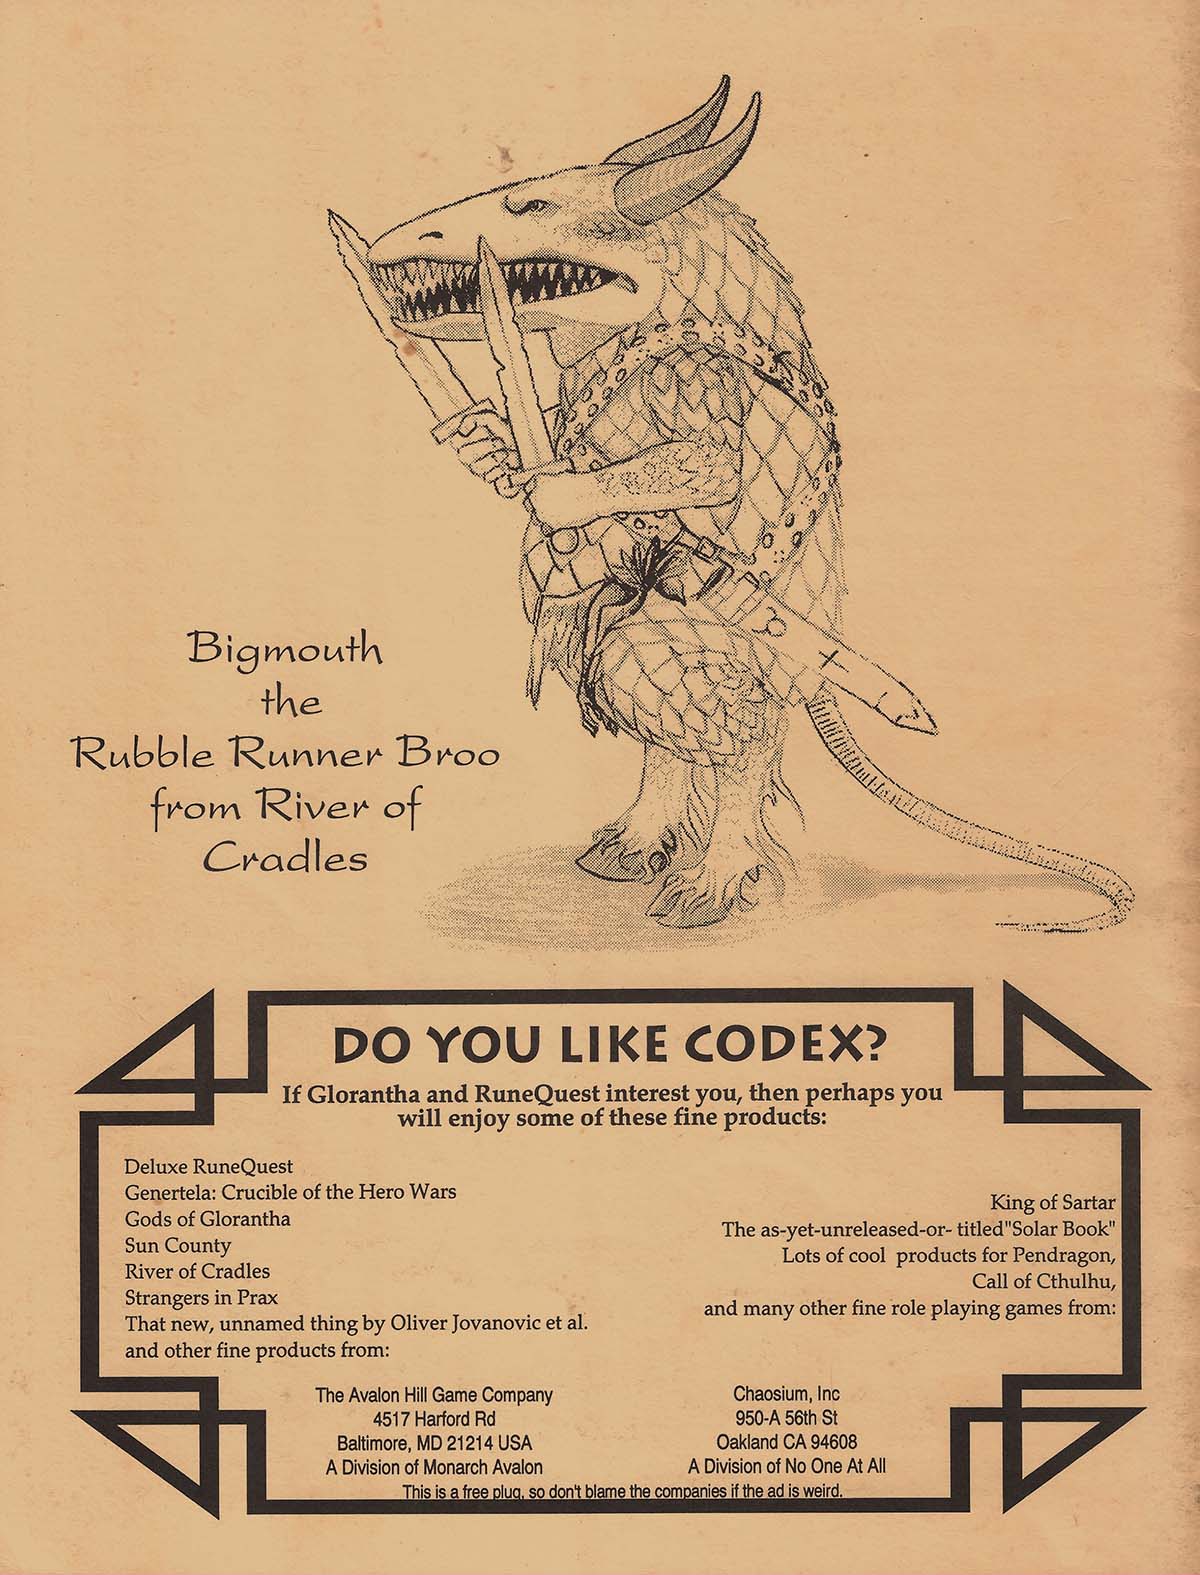 Bigmouth
the
Rubble Runner Broo
from River of
Cradles
DO YOU LIKE CODEX?
If Glorantha and RuneQuest interest you, then perhaps you
will enjoy some of these fine products:
Deluxe RuneQuest
Genertela: Crucible of the Hero Wars
Gods of Glorantha
Sun County
River of Cradles
Strangers in Prax
That new, unnamed thing by Oliver Jovanovic et al.
and other fine products from:
King of Sartar
The as-yet-unreleased-or- titled"Solar Book"
Lots of cool  products for Pendragon,
Call of Cthulhu,
and many other fine role playing games from:
The Avalon Hill Game Company
4517 Harford Rd
Baltimore, MD 21214 USA
A Division of Monarch Avalon
Chaosium, Inc
950-A 56th St
Oakland CA 94608
A Division of No One At All
This is a free plug, so don't blame the companies if the ad is weird.